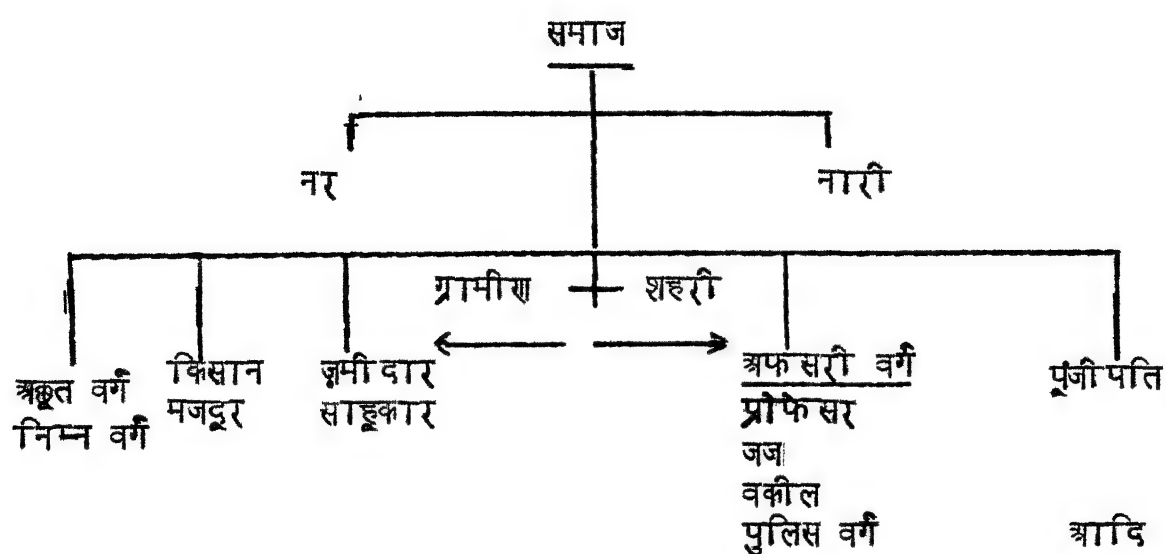 समाज
नर नारी
ग्रामीण शहरी
अछूत वर्ग किसान ज़मीदार अफसरी वर्ग पूंजीपति
निम्न वर्ग मजदूर साहूकार प्रोफेसर
जज
वकील
पुलिस वर्ग आदि